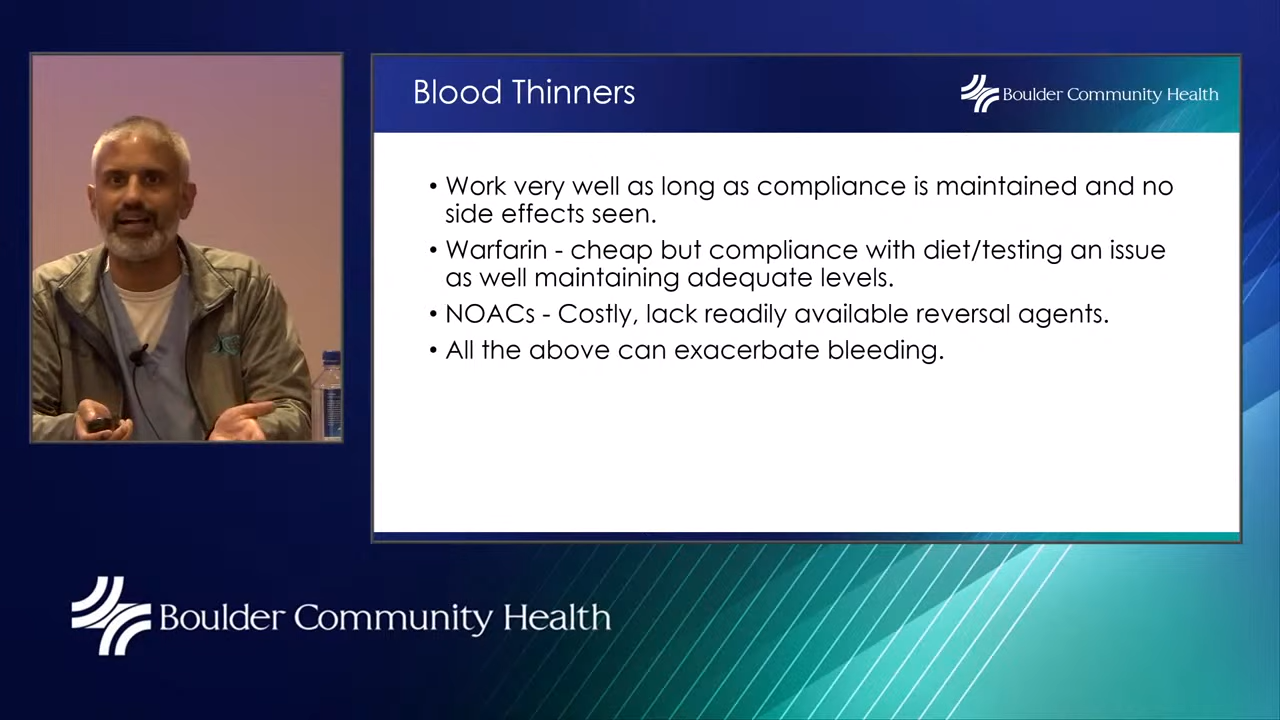 Blood Thinners
Boulder Community Health
• Work very well as long as compliance is maintained and no
side effects seen.
• Warfarin - cheap but compliance with diet/testing an issue
as well maintaining adequate levels.
• NOACs - Costly, lack readily available reversal agents.
• All the above can exacerbate bleeding.
Boulder Community Health